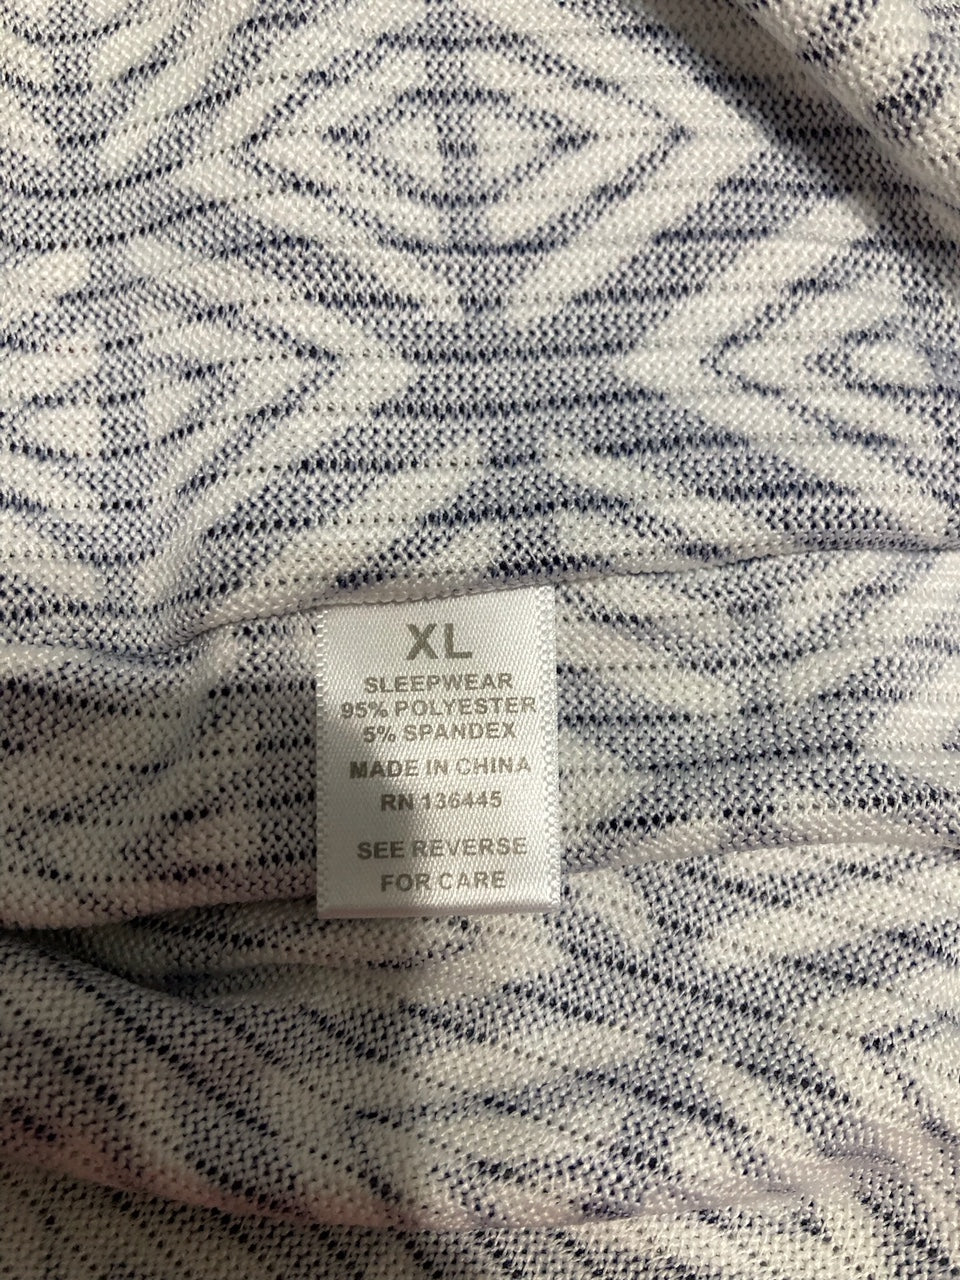 XL
SLEEPWEAR
95% POLYESTER
5% SPANDEX
MADE IN CHINA
RN 136445
SEE REVERSE
FOR CARE